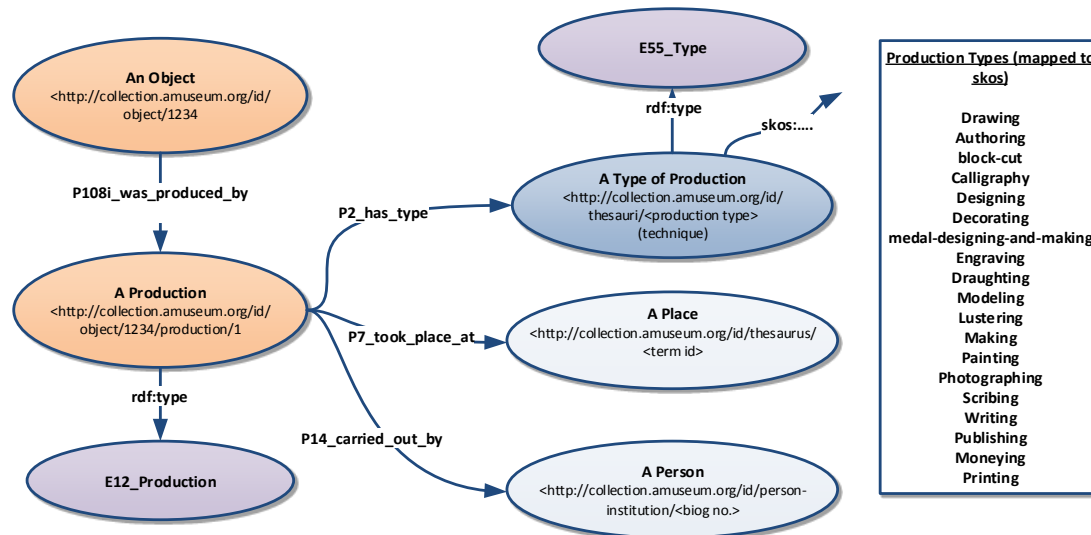 An Object
<http://collection.amuseum.org/id/
object/1234
P108i_was_produced_by
A Production
<http://collection.amuseum.org/id/
object/1234/production/1
rdf:type
E12_Production
P2_has_type
P7_took_place_at
P14_carried_out_by
E55_Type
rdf:type
skos:....
A Type of Production
<http://collection.amuseum.org/id/
thesauri/<production type>
(technique)
A Place
<http://collection.amuseum.org/id/thesaurus/
<term id>
A Person
<http://collection.amuseum.org/id/person-
institution/<biog no.>
Production Types (mapped to
skos)
Drawing
Authoring
block-cut
Calligraphy
Designing
Decorating
medal-designing-and-making
Engraving
Draughting
Modeling
Lustering
Making
Painting
Photographing
Scribing
Writing
Publishing
Moneying
Printing